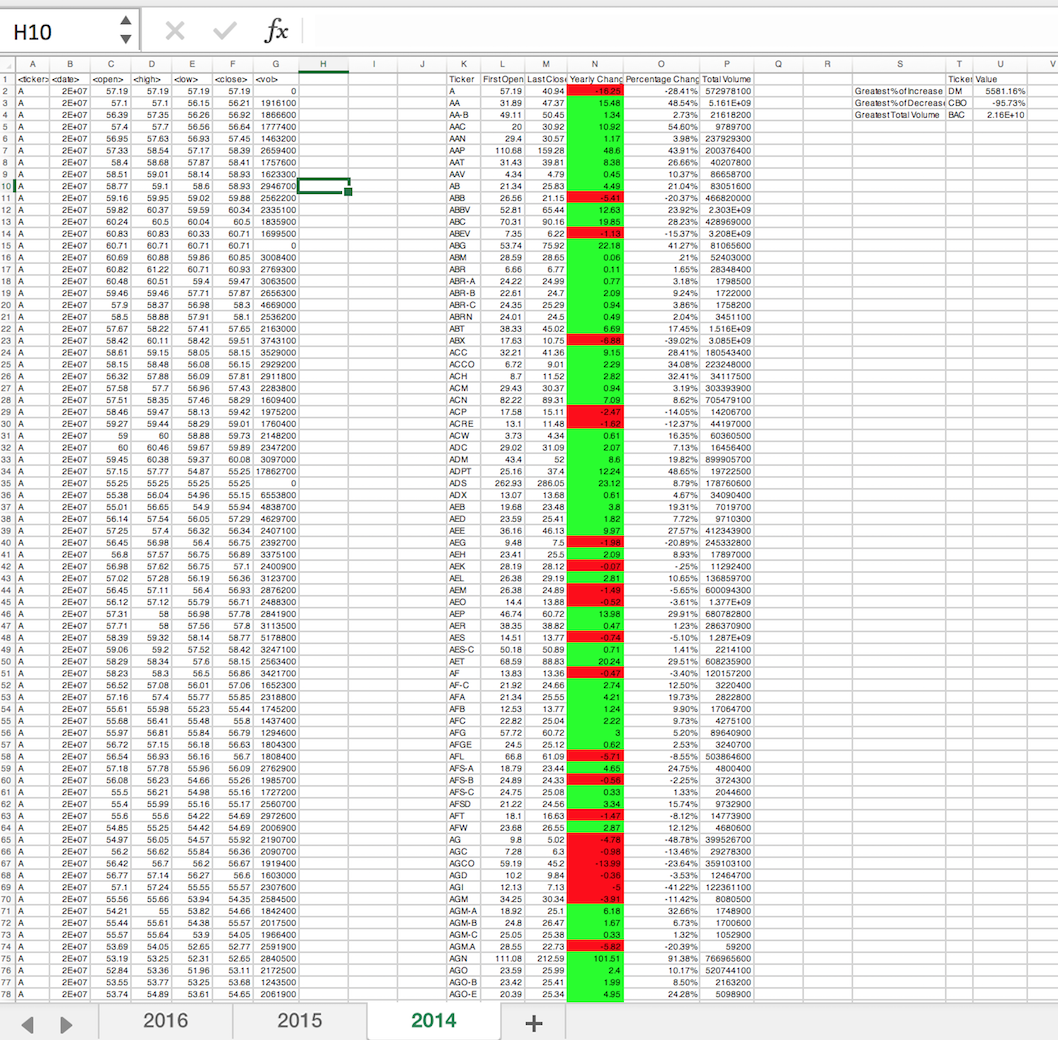 H10 fx
A B C D E F G H I J K L M N O P Q R S T U V
1 <ticker> <date> <open> <high> <low> <close> <vol> Ticker FirstOpen LastClose Yearly Chang Percentage Chang Total Volume Ticker Value
2 A 2E+07 57.19 57.19 57.19 57.19 0 A 57.19 40.94 -16.25 -28.41% 572978100 Greatest % of Increase DM 5581.16%
3 A 2E+07 57.1 57.1 56.15 56.21 1916100 AA 31.89 47.37 15.48 48.54% 5.161E+09 Greatest % of Decrease CBO -95.73%
4 A 2E+07 56.39 57.35 56.26 56.92 1866600 AA-B 49.11 50.45 1.34 2.73% 21618200 Greatest Total Volume BAC 2.16E+10
5 A 2E+07 57.4 57.7 56.56 56.64 1777400 AAC 20 30.92 10.92 54.60% 9789700
6 A 2E+07 56.95 57.63 56.93 57.45 1463200 AAN 29.4 30.57 1.17 3.98% 237929300
7 A 2E+07 57.33 58.54 57.17 58.39 2659400 AAP 110.68 159.28 48.6 43.91% 200376400
8 A 2E+07 58.4 58.68 57.87 58.41 1757600 AAT 31.43 39.81 8.38 26.66% 40207800
9 A 2E+07 58.51 59.01 58.14 58.93 1623300 AAV 4.34 4.79 0.45 10.37% 86658700
10 A 2E+07 58.77 59.1 58.6 58.93 2946700 AB 21.34 25.83 4.49 21.04% 83051600
11 A 2E+07 59.16 59.95 59.02 59.88 2562200 ABB 26.56 21.15 -5.41 -20.37% 466820000
12 A 2E+07 59.82 60.37 59.59 60.34 2335100 ABBV 52.81 65.44 12.63 23.92% 2.303E+09
13 A 2E+07 60.24 60.5 60.04 60.5 1835900 ABC 70.31 90.16 19.85 28.23% 428969000
14 A 2E+07 60.83 60.83 60.33 60.71 1699500 ABEV 7.35 6.22 -1.13 -15.37% 3.208E+09
15 A 2E+07 60.71 60.71 60.71 60.71 0 ABG 53.74 75.92 22.18 41.27% 81065600
16 A 2E+07 60.69 60.88 59.86 60.85 3008400 ABM 28.59 28.65 0.06 .21% 52403000
17 A 2E+07 60.82 61.22 60.71 60.93 2769300 ABR 6.66 6.77 0.11 1.65% 28348400
18 A 2E+07 60.48 60.51 59.4 59.47 3063500 ABR-A 24.22 24.99 0.77 3.18% 1798500
19 A 2E+07 59.46 59.46 57.71 57.87 2656300 ABR-B 22.61 24.7 2.09 9.24% 1722000
20 A 2E+07 57.9 58.37 56.98 58.3 4669000 ABR-C 24.35 25.29 0.94 3.86% 1758200
21 A 2E+07 58.5 58.88 57.91 58.1 2536200 ABRN 24.01 24.5 0.49 2.04% 3451100
22 A 2E+07 57.67 58.22 57.41 57.65 2163000 ABT 38.33 45.02 6.69 17.45% 1.516E+09
23 A 2E+07 58.42 60.11 58.42 59.51 3743100 ABX 17.63 10.75 -6.88 -39.02% 3.085E+09
24 A 2E+07 58.61 59.15 58.05 58.15 3529000 ACC 32.21 41.36 9.15 28.41% 180543400
25 A 2E+07 58.15 58.48 56.08 56.15 2929200 ACCO 6.72 9.01 2.29 34.08% 223248000
26 A 2E+07 56.32 57.88 56.09 57.81 2911800 ACH 8.7 11.52 2.82 32.41% 34117500
27 A 2E+07 57.58 57.7 56.96 57.43 2283800 ACM 29.43 30.37 0.94 3.19% 303393900
28 A 2E+07 57.51 58.35 57.46 58.29 1609400 ACN 82.22 89.31 7.09 8.62% 705479100
29 A 2E+07 58.46 59.47 58.13 59.42 1975200 ACP 17.58 15.11 -2.47 -14.05% 14206700
30 A 2E+07 59.27 59.44 58.29 59.01 1760400 ACRE 13.1 11.48 -1.62 -12.37% 44197000
31 A 2E+07 59 60 58.88 59.73 2148200 ACW 3.73 4.34 0.61 16.35% 60360500
32 A 2E+07 60 60.46 59.67 59.89 2347200 ADC 29.02 31.09 2.07 7.13% 16456400
33 A 2E+07 59.45 60.38 59.37 60.08 3097000 ADM 43.4 52 8.6 19.82% 899905700
34 A 2E+07 57.15 57.77 54.87 55.25 17862700 ADPT 25.16 37.4 12.24 48.65% 19722500
35 A 2E+07 55.25 55.25 55.25 55.25 0 ADS 262.93 286.05 23.12 8.79% 178760600
36 A 2E+07 55.38 56.04 54.96 55.15 6553800 ADX 13.07 13.68 0.61 4.67% 34090400
37 A 2E+07 55.01 56.65 54.9 55.94 4838700 AEB 19.68 23.48 3.8 19.31% 7019700
38 A 2E+07 56.14 57.54 56.05 57.29 4629700 AED 23.59 25.41 1.82 7.72% 9710300
39 A 2E+07 57.25 57.4 56.32 56.34 2407100 AEE 36.16 46.13 9.97 27.57% 412343900
40 A 2E+07 56.45 56.98 56.4 56.75 2392700 AEG 9.48 7.5 -1.98 -20.89% 245332800
41 A 2E+07 56.8 57.57 56.75 56.89 3375100 AEH 23.41 25.5 2.09 8.93% 17897000
42 A 2E+07 56.98 57.62 56.75 57.1 2400900 AEK 28.19 28.12 -0.07 -.25% 11292400
43 A 2E+07 57.02 57.28 56.19 56.36 3123700 AEL 26.38 29.19 2.81 10.65% 136859700
44 A 2E+07 56.45 57.11 56.4 56.93 2876200 AEM 26.38 24.89 -1.49 -5.65% 600094300
45 A 2E+07 56.12 57.12 55.79 56.71 2488300 AEO 14.4 13.88 -0.52 -3.61% 1.377E+09
46 A 2E+07 57.31 58 56.98 57.78 2841900 AEP 46.74 60.72 13.98 29.91% 680782800
47 A 2E+07 57.71 58 57.56 57.8 3113500 AER 38.35 38.82 0.47 1.23% 286370900
48 A 2E+07 58.39 59.32 58.14 58.77 5178800 AES 14.51 13.77 -0.74 -5.10% 1.287E+09
49 A 2E+07 59.06 59.2 57.52 58.42 3247100 AES-C 50.18 50.89 0.71 1.41% 2214100
50 A 2E+07 58.29 58.34 57.6 58.15 2563400 AET 68.59 88.83 20.24 29.51% 608235900
51 A 2E+07 58.23 58.3 56.5 56.86 3421700 AF 13.83 13.36 -0.47 -3.40% 120157200
52 A 2E+07 56.52 57.08 56.01 57.06 1652300 AF-C 21.92 24.66 2.74 12.50% 3220400
53 A 2E+07 57.16 57.4 55.77 55.85 2318800 AFA 21.34 25.55 4.21 19.73% 2822800
54 A 2E+07 55.61 55.98 55.23 55.44 1745200 AFB 12.53 13.77 1.24 9.90% 17064700
55 A 2E+07 55.68 56.41 55.48 55.8 1437400 AFC 22.82 25.04 2.22 9.73% 4275100
56 A 2E+07 55.97 56.81 55.84 56.79 1294600 AFG 57.72 60.72 3 5.20% 89640900
57 A 2E+07 56.72 57.15 56.18 56.63 1804300 AFGE 24.5 25.12 0.62 2.53% 3240700
58 A 2E+07 56.54 56.93 56.16 56.7 1808400 AFL 66.8 61.09 -5.71 -8.55% 503864600
59 A 2E+07 57.18 57.78 55.96 56.09 2762900 AFS-A 18.79 23.44 4.65 24.75% 4800400
60 A 2E+07 56.08 56.23 54.66 55.26 1985700 AFS-B 24.89 24.33 -0.56 -2.25% 3724300
61 A 2E+07 55.5 56.21 54.98 55.16 1727200 AFS-C 24.75 25.08 0.33 1.33% 2044600
62 A 2E+07 55.4 55.99 55.16 55.17 2560700 AFSD 21.22 24.56 3.34 15.74% 9732900
63 A 2E+07 55.6 55.6 54.22 54.69 2972600 AFT 18.1 16.63 -1.47 -8.12% 14773900
64 A 2E+07 54.85 55.25 54.42 54.69 2006900 AFW 23.68 26.55 2.87 12.12% 4680600
65 A 2E+07 54.97 56.05 54.57 55.92 2190700 AG 9.8 5.02 -4.78 -48.78% 399526700
66 A 2E+07 56.2 56.62 55.84 56.36 2090700 AGC 7.28 6.3 -0.98 -13.46% 29278300
67 A 2E+07 56.42 56.7 56.2 56.67 1919400 AGCO 59.19 45.2 -13.99 -23.64% 359103100
68 A 2E+07 56.77 57.14 56.27 56.6 1603000 AGD 10.2 9.84 -0.36 -3.53% 12464700
69 A 2E+07 57.1 57.24 55.55 55.57 2307600 AGI 12.13 7.13 -5 -41.22% 122361100
70 A 2E+07 55.56 55.66 53.94 54.35 2584500 AGM 34.25 30.34 -3.91 -11.42% 8080500
71 A 2E+07 54.21 55 53.82 54.66 1842400 AGM-A 18.92 25.1 6.18 32.66% 1748900
72 A 2E+07 55.44 55.61 54.38 55.57 2017500 AGM-B 24.8 26.47 1.67 6.73% 1700600
73 A 2E+07 55.57 55.64 53.9 54.05 1966400 AGM-C 25.05 25.38 0.33 1.32% 1052900
74 A 2E+07 53.69 54.05 52.65 52.77 2591900 AGM.A 28.55 22.73 -5.82 -20.39% 59200
75 A 2E+07 53.19 53.25 52.31 52.65 2840500 AGN 111.08 212.59 101.51 91.38% 766965600
76 A 2E+07 52.84 53.36 51.96 53.11 2172500 AGO 23.59 25.99 2.4 10.17% 520744100
77 A 2E+07 53.55 53.77 53.25 53.68 1243500 AGO-B 23.42 25.41 1.99 8.50% 2163200
78 A 2E+07 53.74 54.89 53.61 54.65 2061900 AGO-E 20.39 25.34 4.95 24.28% 5098900
2016 2015 2014 +